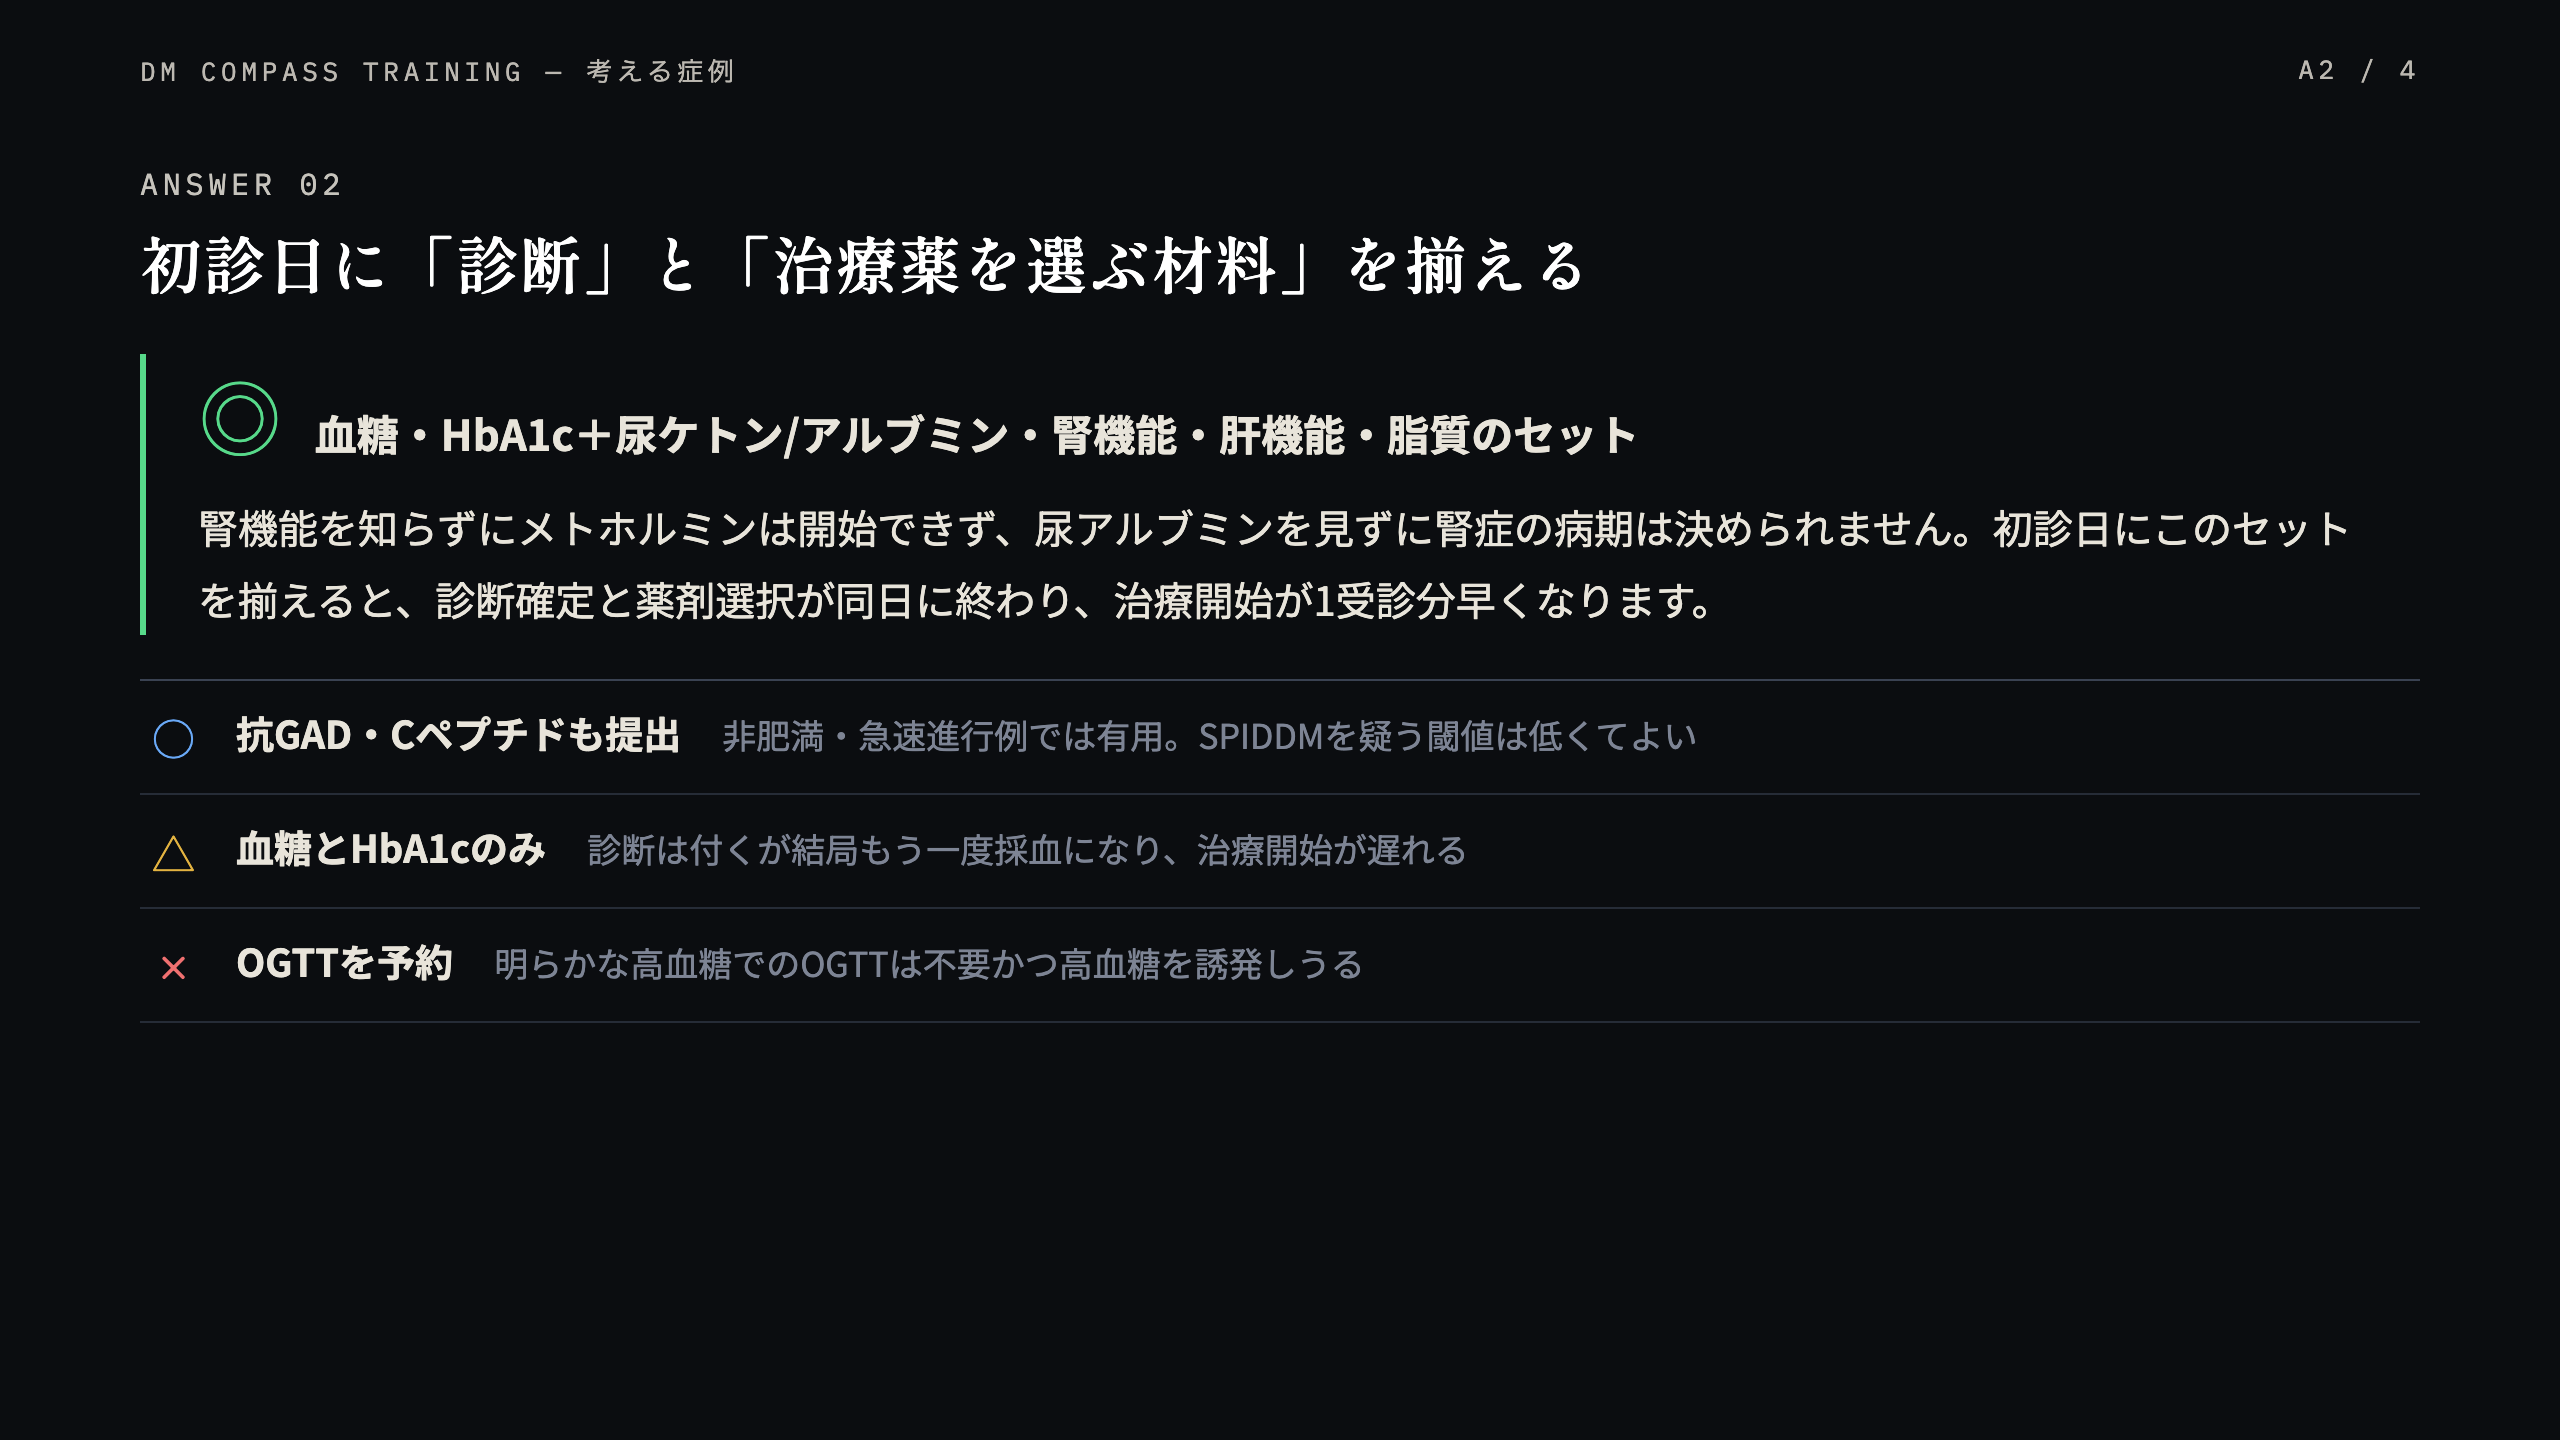 DM COMPASS TRAINING — 考える症例
A2 / 4
ANSWER 02
初診日に「診断」と「治療薬を選ぶ材料」を揃える
◎ 血糖・HbA1c＋尿ケトン/アルブミン・腎機能・肝機能・脂質のセット
腎機能を知らずにメトホルミンは開始できず、尿アルブミンを見ずに腎症の病期は決められません。初診日にこのセット
を揃えると、診断確定と薬剤選択が同日に終わり、治療開始が1受診分早くなります。
○ 抗GAD・Cペプチドも提出 非肥満・急速進行例では有用。SPIDDMを疑う閾値は低くてよい
△ 血糖とHbA1cのみ 診断は付くが結局もう一度採血になり、治療開始が遅れる
× OGTTを予約 明らかな高血糖でのOGTTは不要かつ高血糖を誘発しうる